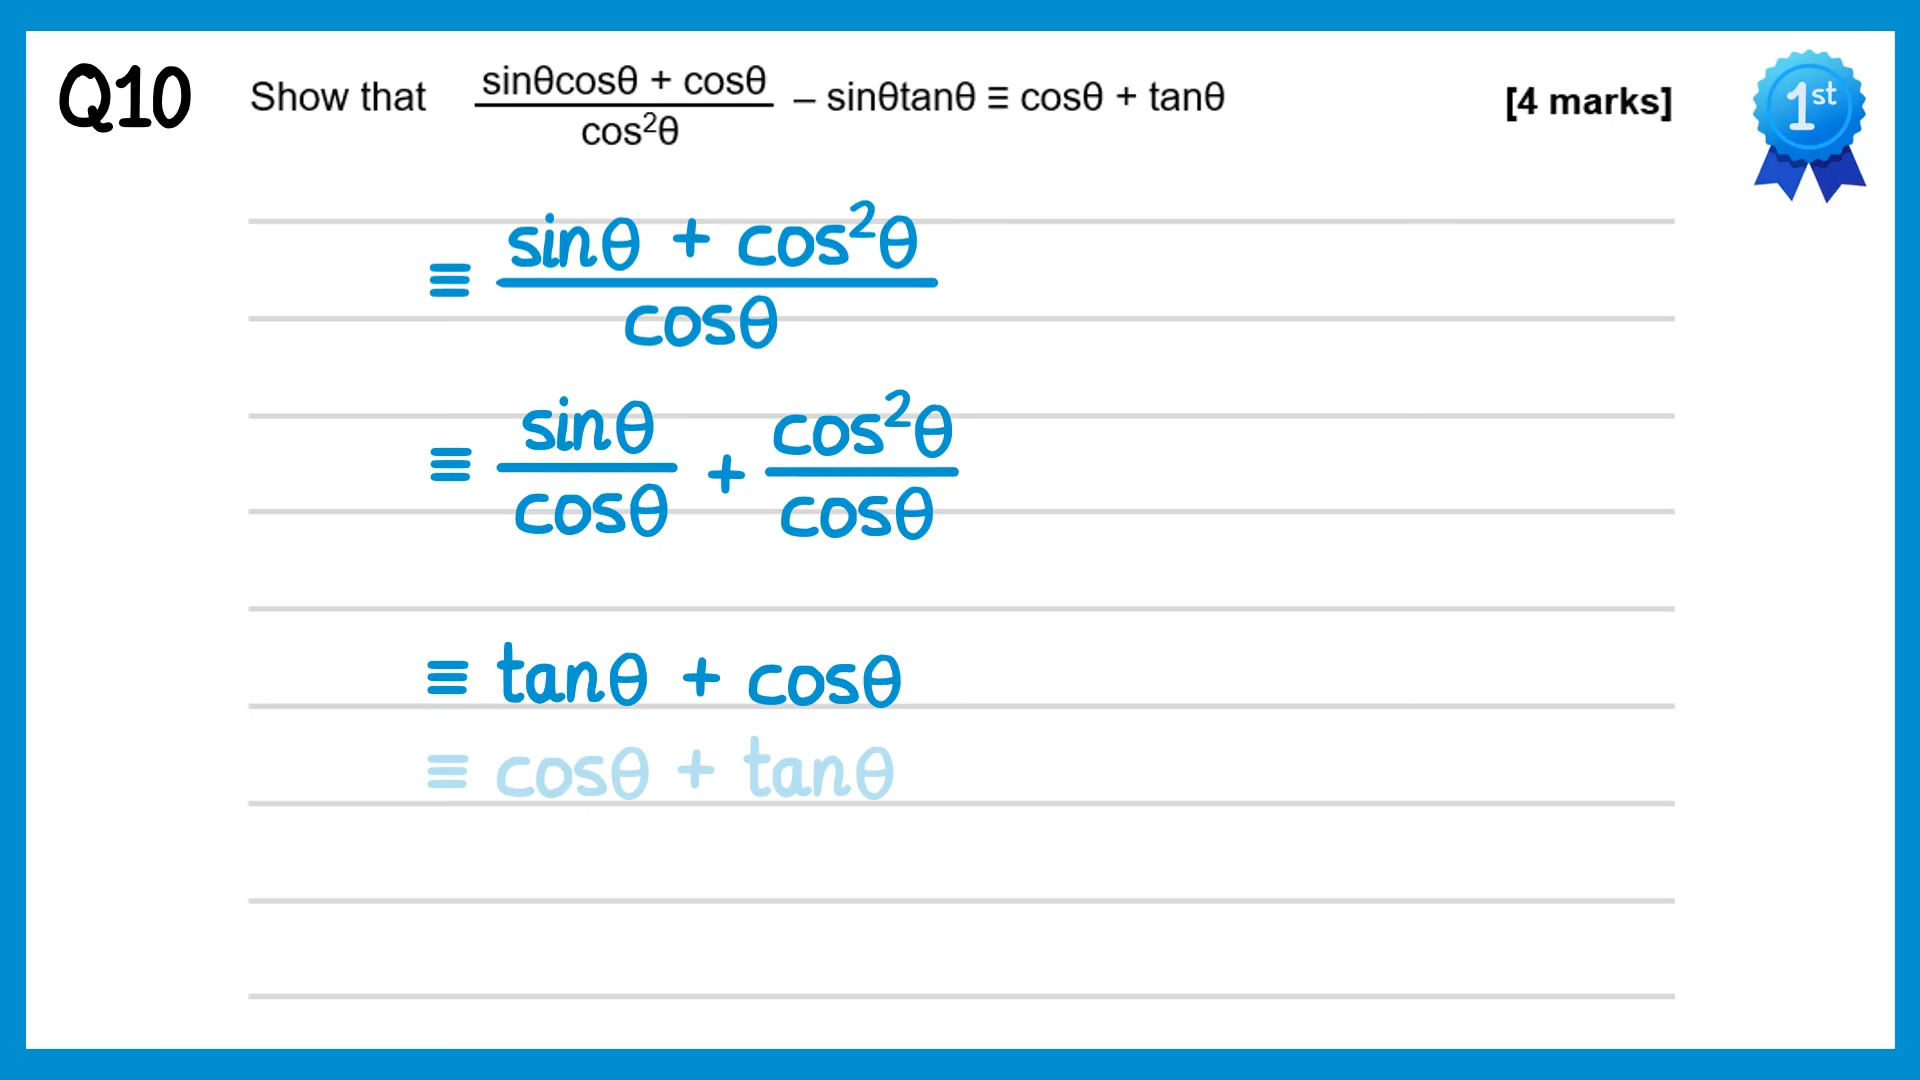 Q10 Show that (sinθcosθ + cosθ)/cos²θ – sinθtanθ ≡ cosθ + tanθ [4 marks] 1st
≡ (sinθ + cos²θ)/cosθ
≡ sinθ/cosθ + cos²θ/cosθ
≡ tanθ + cosθ
≡ cosθ + tanθ